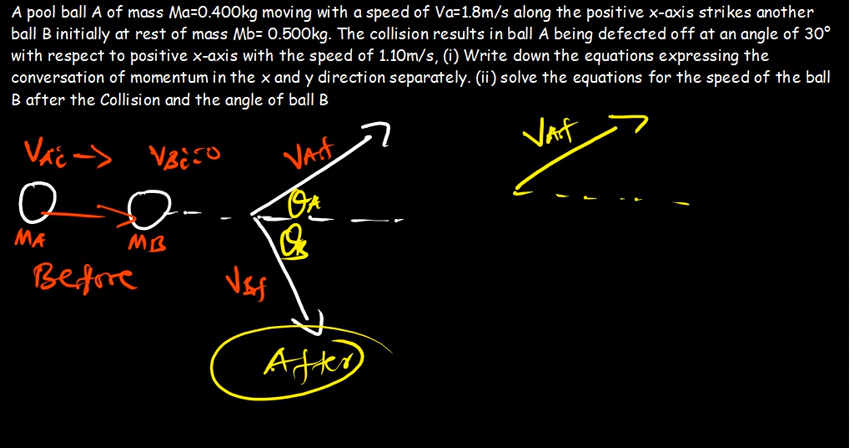 A pool ball A of mass Ma=0.400kg moving with a speed of Va=1.8m/s along the positive x-axis strikes another
ball B initially at rest of mass Mb= 0.500kg. The collision results in ball A being defected off at an angle of 30°
with respect to positive x-axis with the speed of 1.10m/s, (i) Write down the equations expressing the
conversation of momentum in the x and y direction separately. (ii) solve the equations for the speed of the ball
B after the Collision and the angle of ball B
VAi
VBi=0
VAf
VAf
θA
MA
MB
θB
Before
VBf
After